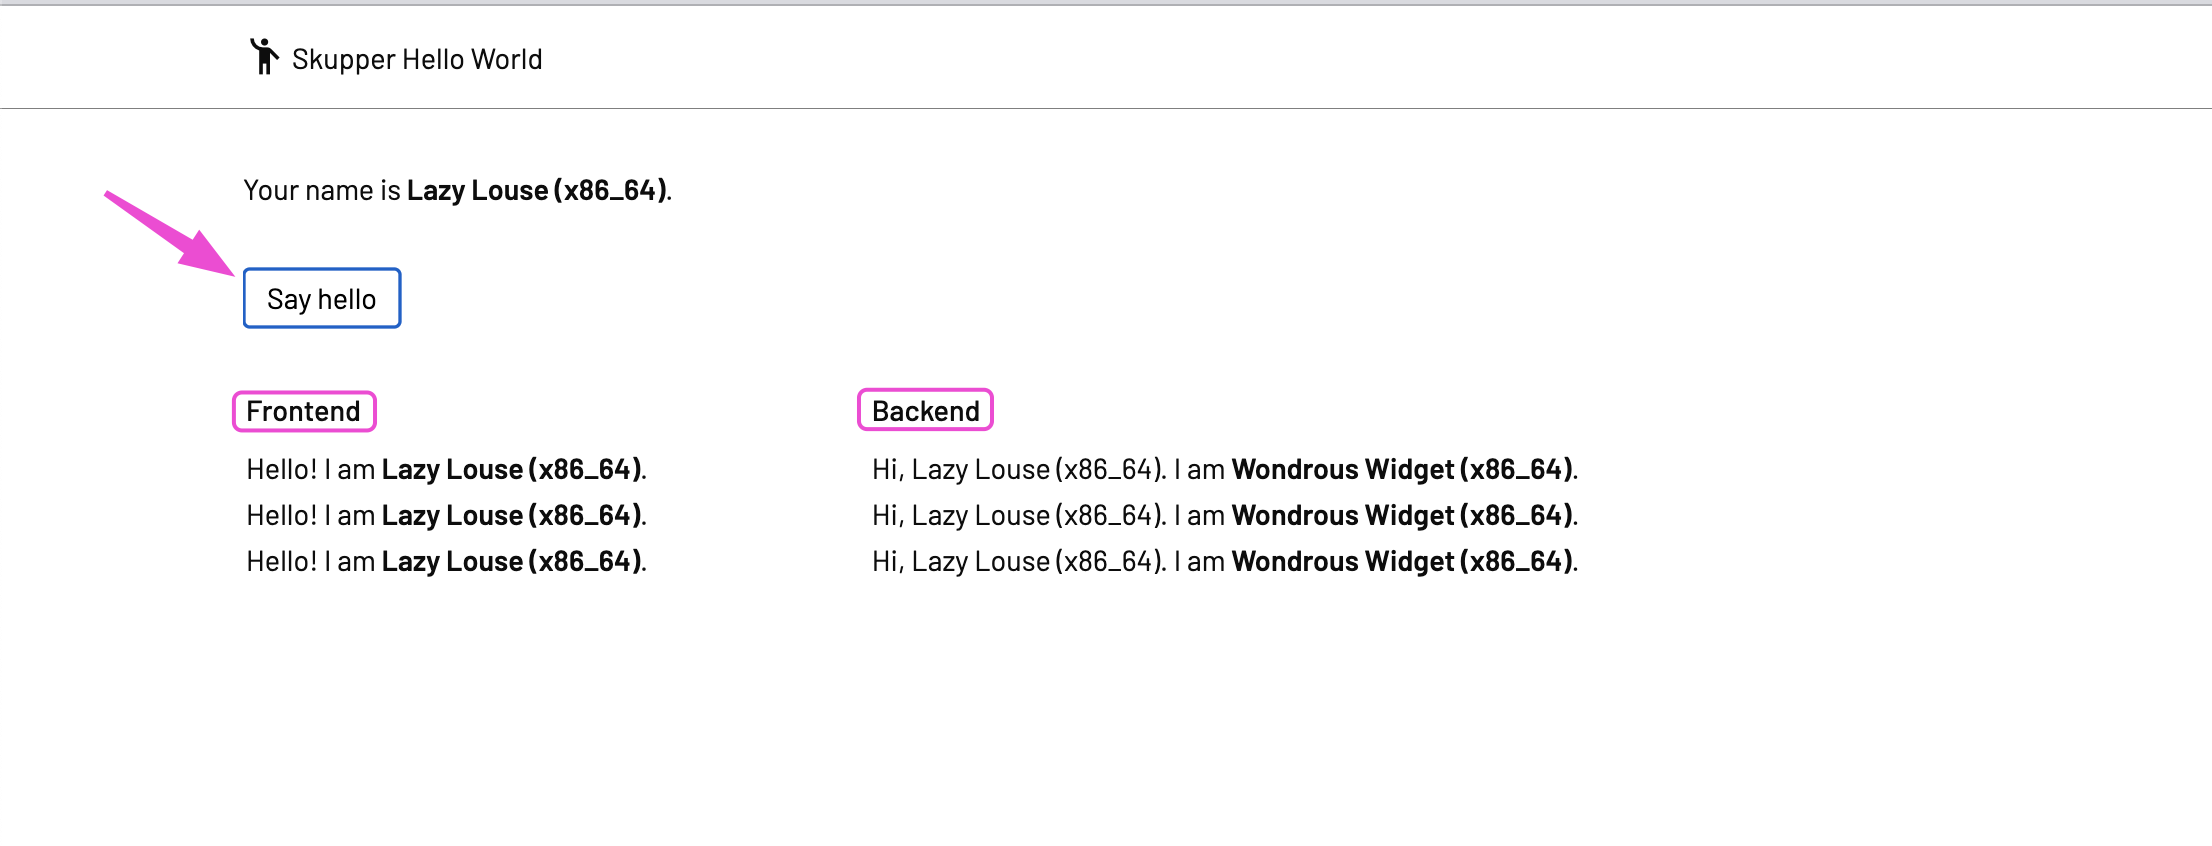 Skupper Hello World
Your name is Lazy Louse (x86_64).
Say hello
Frontend
Hello! I am Lazy Louse (x86_64).
Hello! I am Lazy Louse (x86_64).
Hello! I am Lazy Louse (x86_64).
Backend
Hi, Lazy Louse (x86_64). I am Wondrous Widget (x86_64).
Hi, Lazy Louse (x86_64). I am Wondrous Widget (x86_64).
Hi, Lazy Louse (x86_64). I am Wondrous Widget (x86_64).